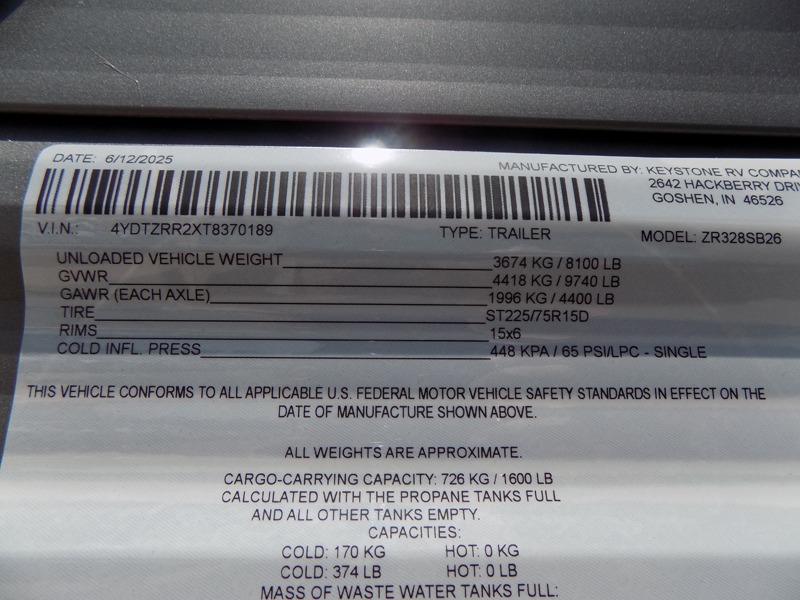 DATE: 6/12/2025
MANUFACTURED BY: KEYSTONE RV
2642 HACKBERRY
GOSHEN, IN 46526
V.I.N.: 4YDTZRR2XT8370189 TYPE: TRAILER MODEL: ZR328SB26
UNLOADED VEHICLE WEIGHT 3674 KG / 8100 LB
GVWR 4418 KG / 9740 LB
GAWR (EACH AXLE) 1996 KG / 4400 LB
TIRE ST225/75R15D
RIMS 15x6
COLD INFL. PRESS 448 KPA / 65 PSI/LPC - SINGLE
THIS VEHICLE CONFORMS TO ALL APPLICABLE U.S. FEDERAL MOTOR VEHICLE SAFETY STANDARDS IN EFFECT ON THE
DATE OF MANUFACTURE SHOWN ABOVE.
ALL WEIGHTS ARE APPROXIMATE.
CARGO-CARRYING CAPACITY: 726 KG / 1600 LB
CALCULATED WITH THE PROPANE TANKS FULL
AND ALL OTHER TANKS EMPTY.
CAPACITIES:
COLD: 170 KG HOT: 0 KG
COLD: 374 LB HOT: 0 LB
MASS OF WASTE WATER TANKS FULL: